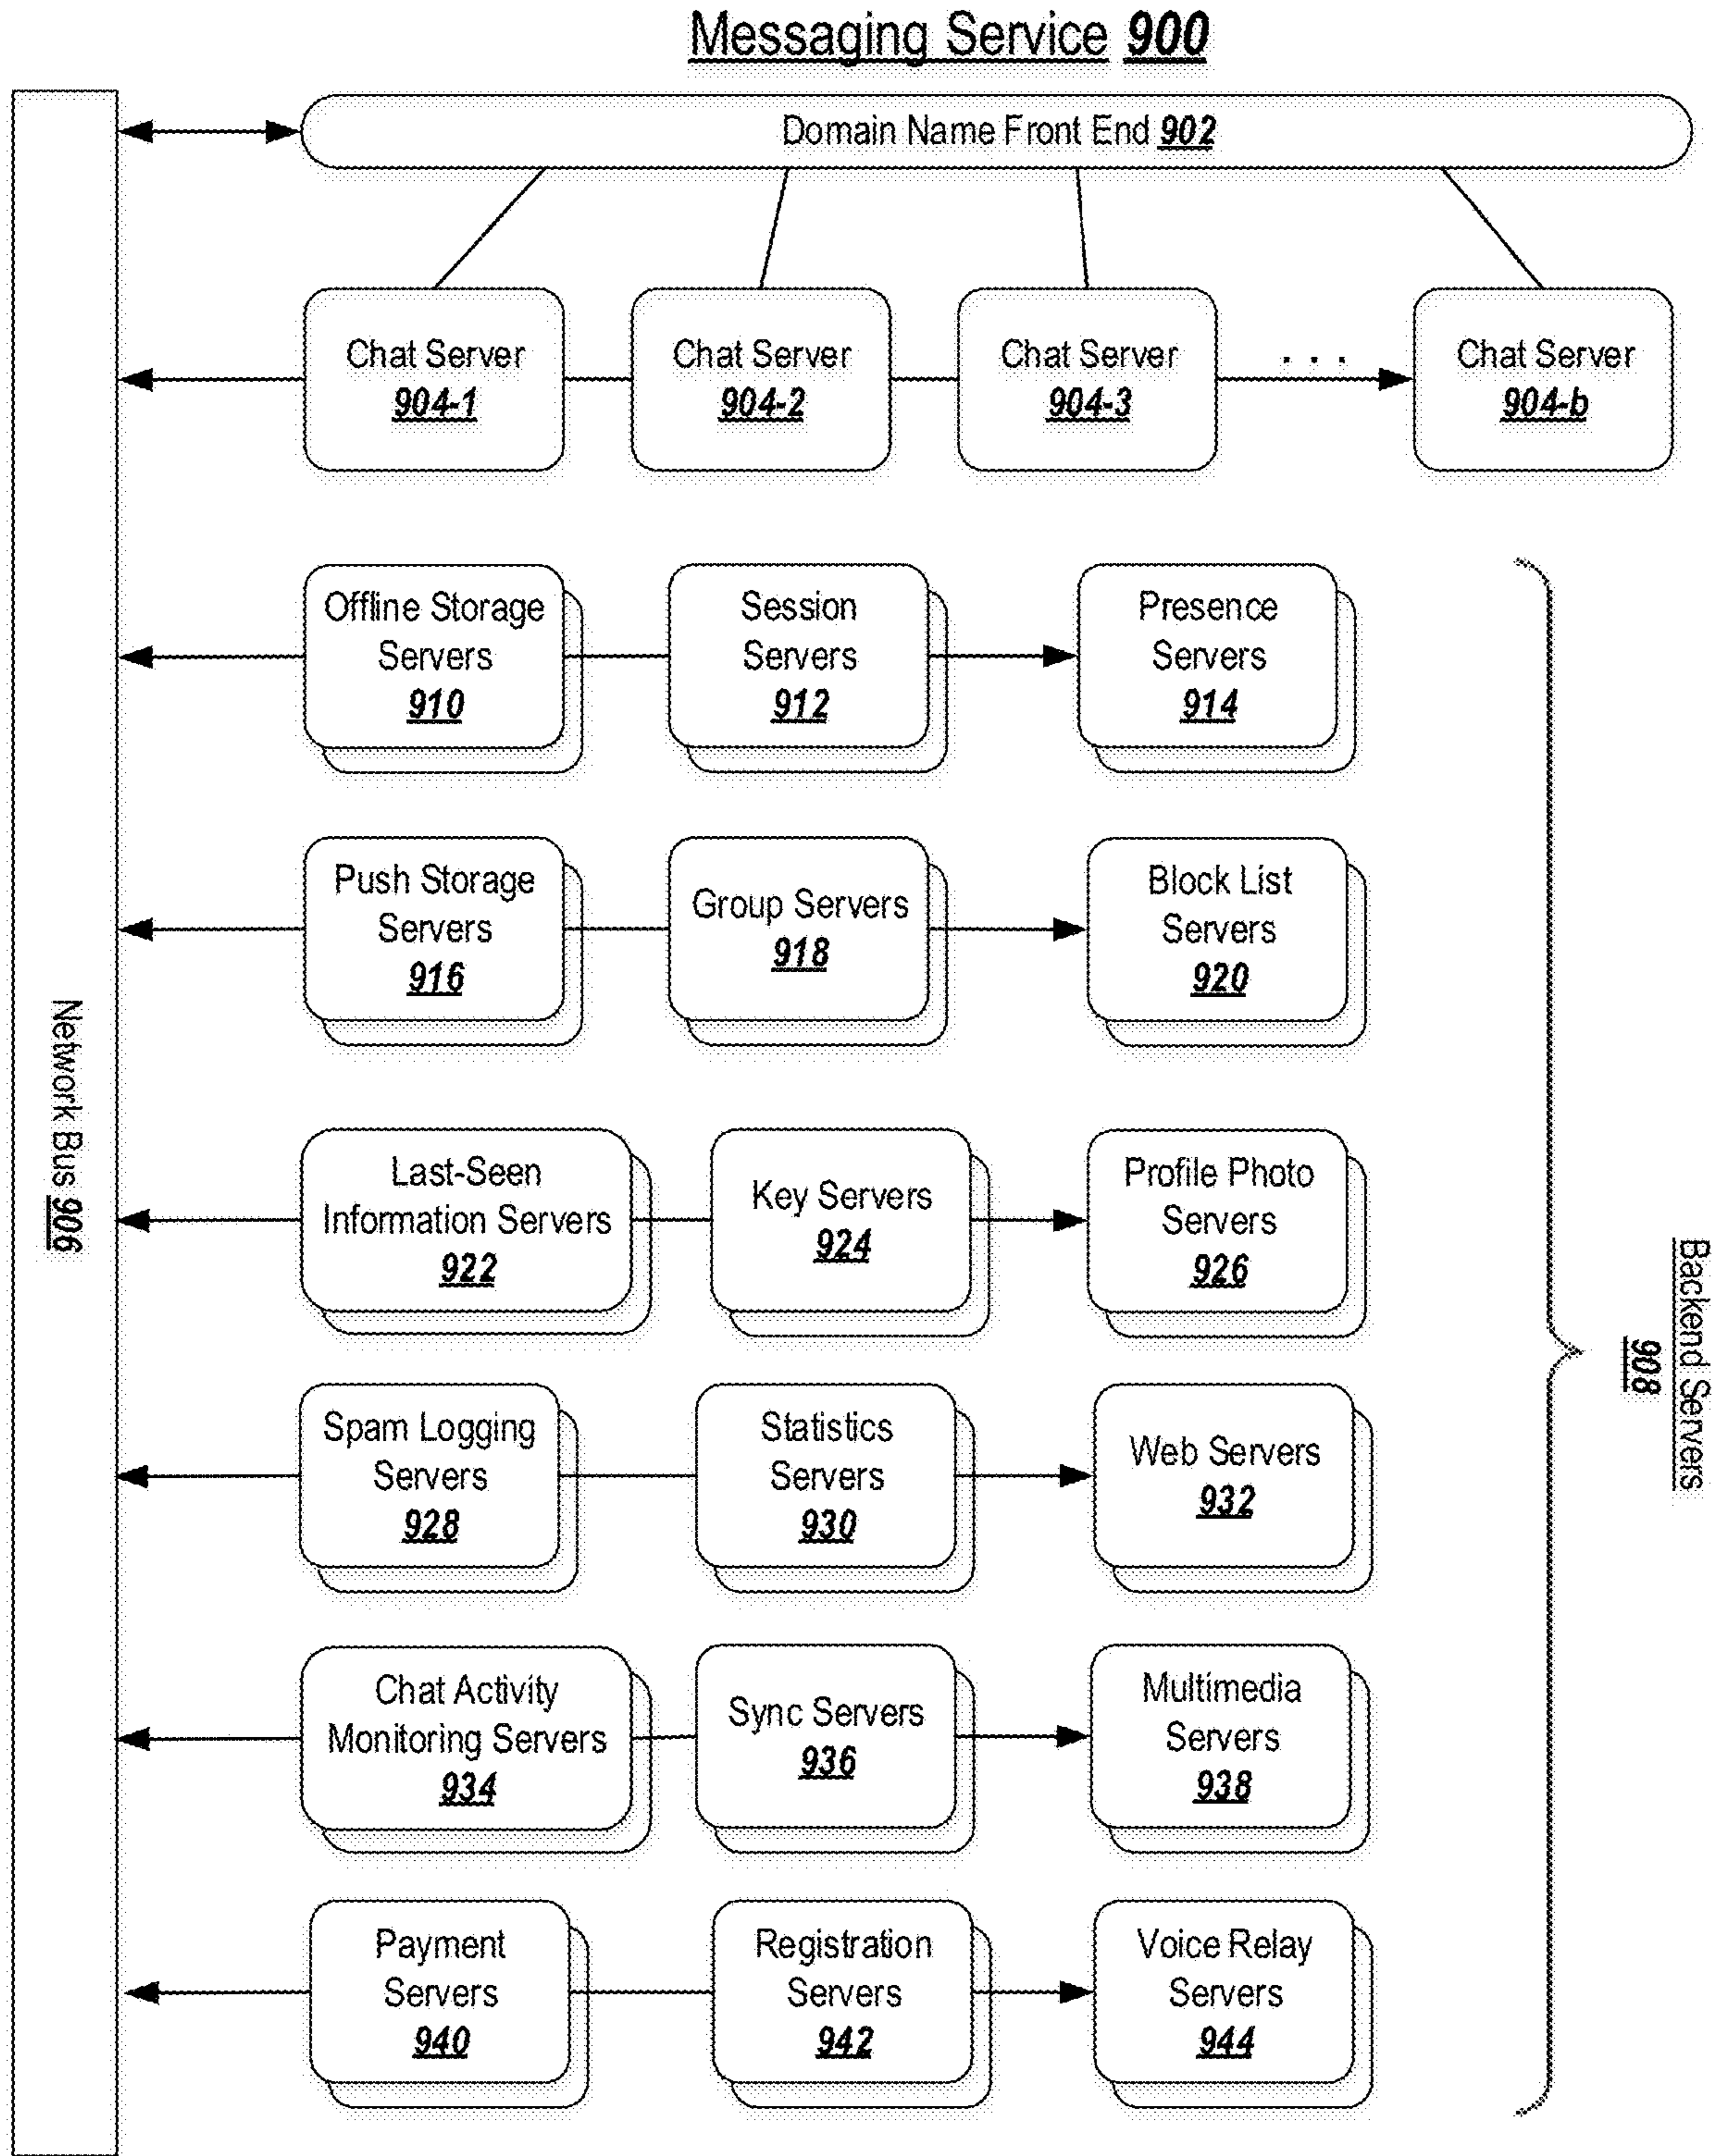 Messaging Service 900
Domain Name Front End 902
Chat Server
904-1
Chat Server
904-2
Chat Server
904-3
. . .
Chat Server
904-b
Offline Storage
Servers
910
Session
Servers
912
Presence
Servers
914
Push Storage
Servers
916
Group Servers
918
Block List
Servers
920
Network Bus 906
Last-Seen
Information Servers
922
Key Servers
924
Profile Photo
Servers
926
Backend Servers
908
Spam Logging
Servers
928
Statistics
Servers
930
Web Servers
932
Chat Activity
Monitoring Servers
934
Sync Servers
936
Multimedia
Servers
938
Payment
Servers
940
Registration
Servers
942
Voice Relay
Servers
944